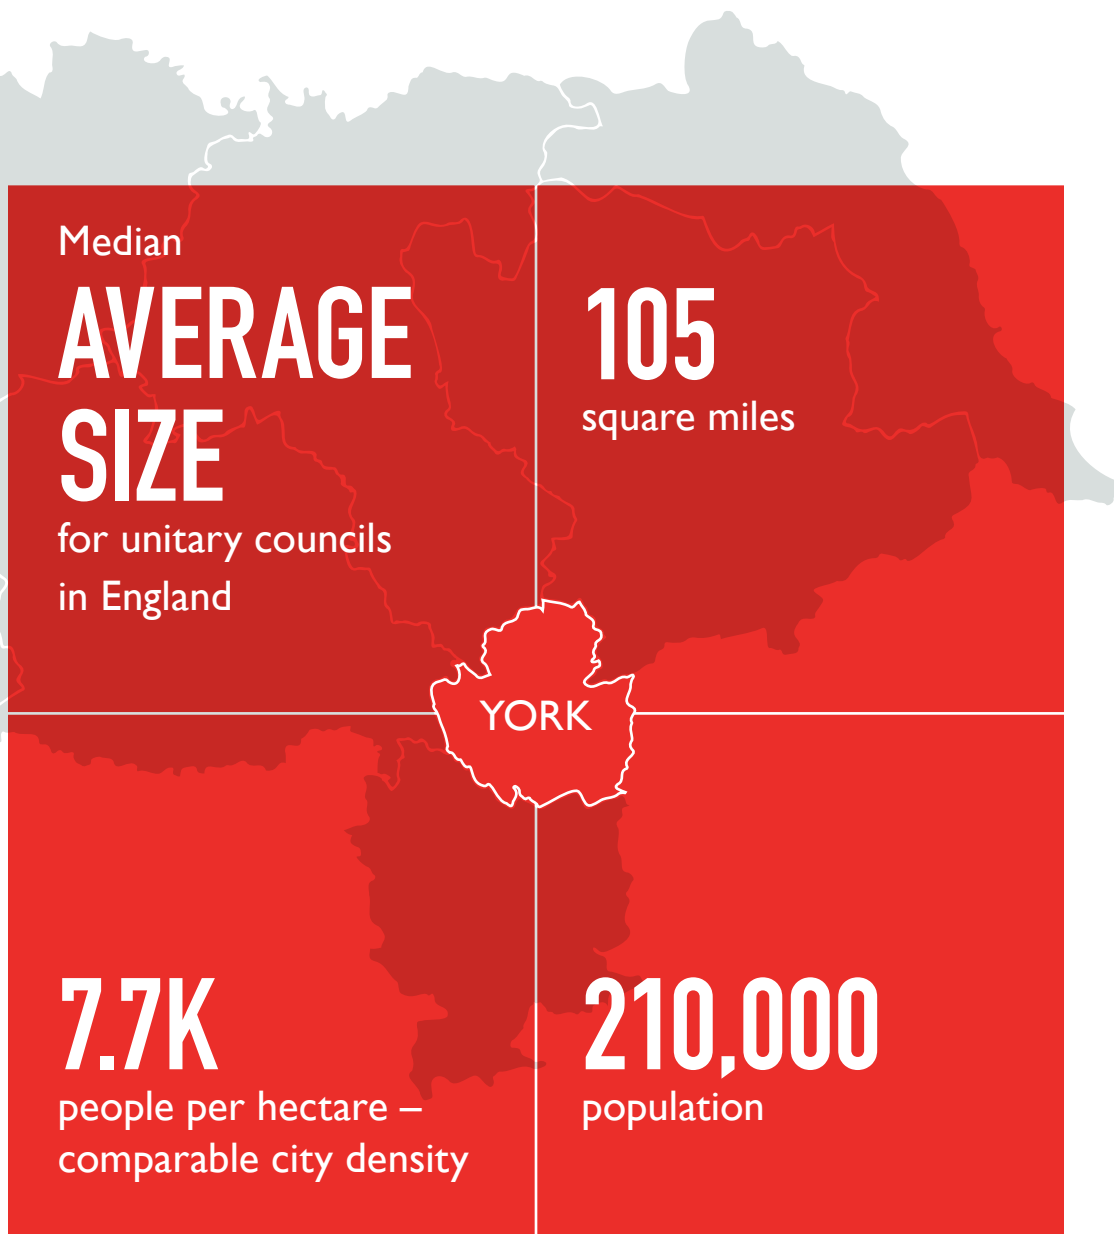 Median
AVERAGE
SIZE
for unitary councils
in England
105
square miles
YORK
7.7K
people per hectare –
comparable city density
210,000
population